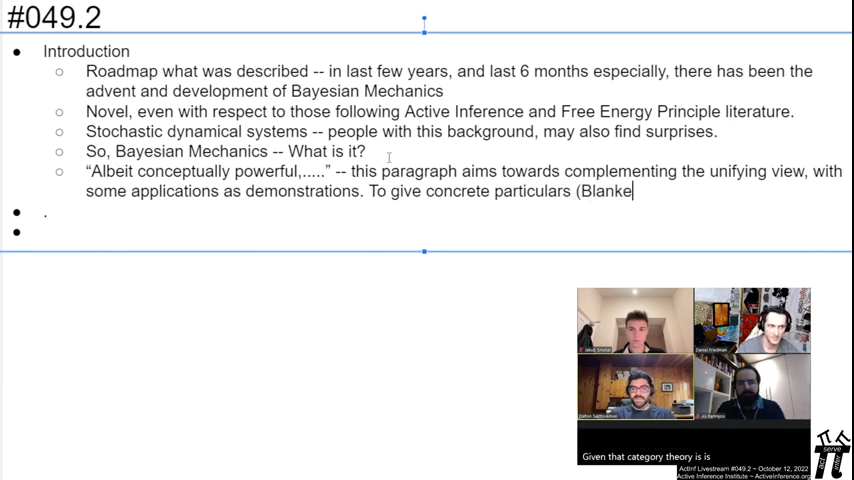 #049.2
● Introduction
○ Roadmap what was described -- in last few years, and last 6 months especially, there has been the
advent and development of Bayesian Mechanics
○ Novel, even with respect to those following Active Inference and Free Energy Principle literature.
○ Stochastic dynamical systems -- people with this background, may also find surprises.
○ So, Bayesian Mechanics -- What is it?
○ “Albeit conceptually powerful,.....” -- this paragraph aims towards complementing the unifying view, with
some applications as demonstrations. To give concrete particulars (Blanke
● .
●
Daniel Friedman
Given that category theory is is
ActInf Livestream #049.2 ~ October 12, 2022
Active Inference Institute ~ ActiveInference.org
act
serve
infer